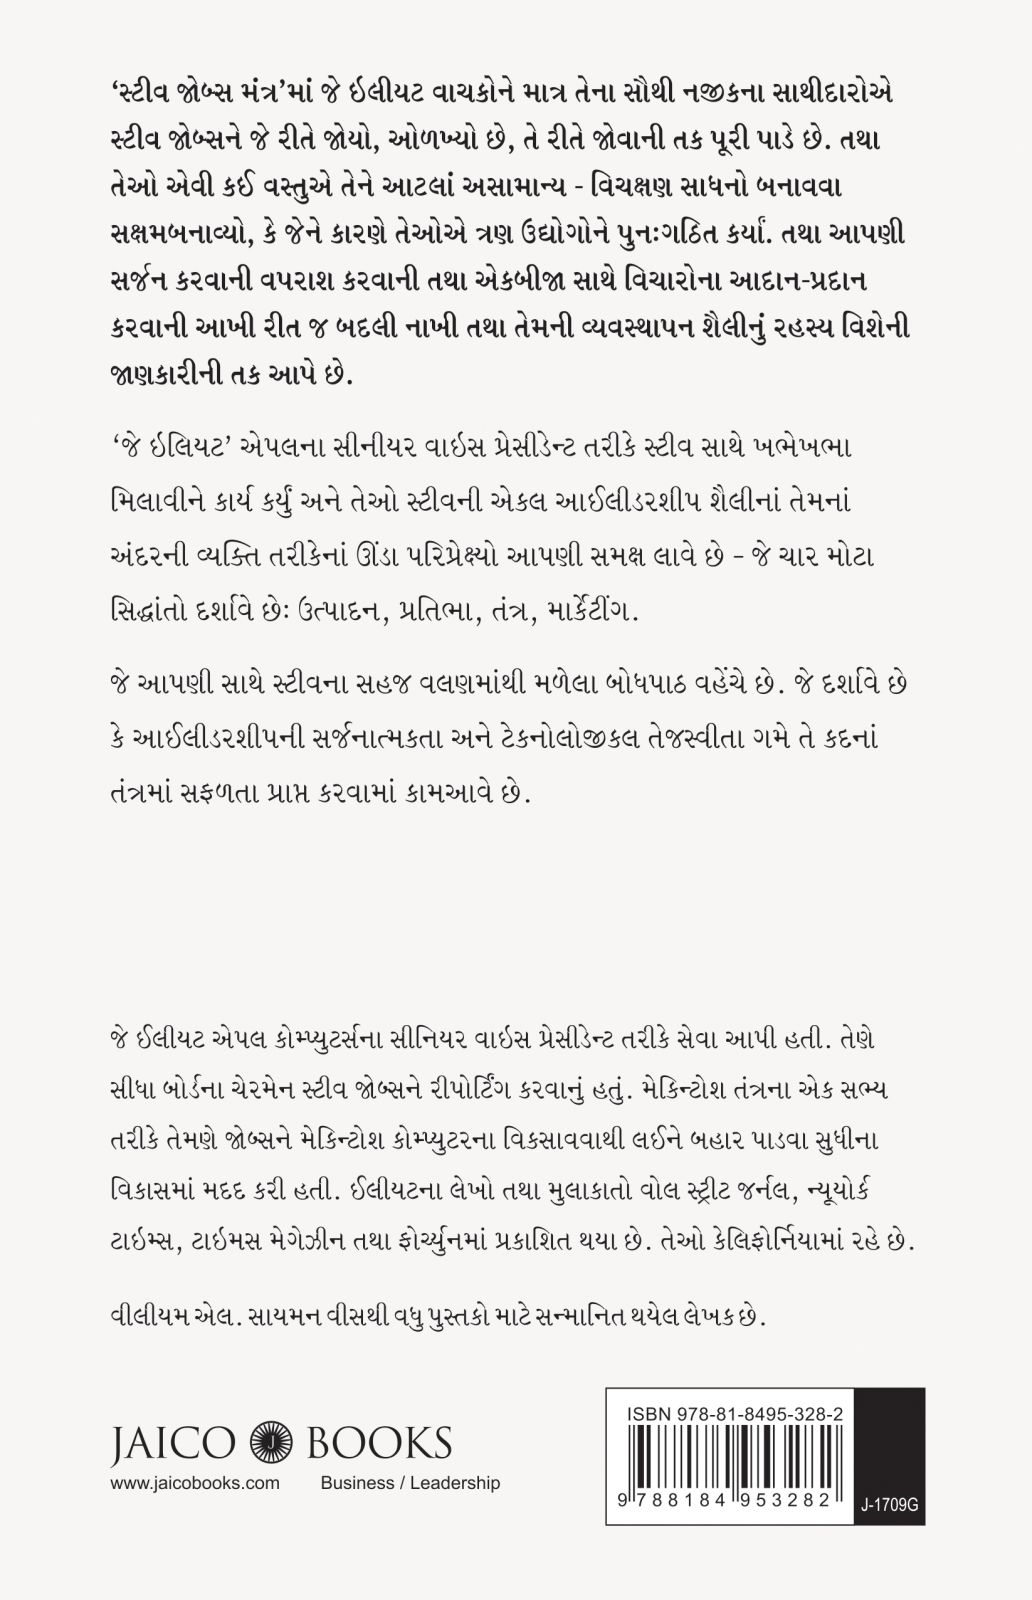 ‘સ્ટીવ જોબ્સ મંત્ર’માં જે ઇલીયટ વાચકોને માત્ર તેના સૌથી નજીકના સાથીદારોએ
સ્ટીવ જોબ્સને જે રીતે જોયો, ઓળખ્યો છે, તે રીતે જોવાની તક પૂરી પાડે છે. તથા
તેઓ એવી કઈ વસ્તુએ તેને આટલાં અસામાન્ય - વિચક્ષણ સાધનો બનાવવા
સક્ષમબનાવ્યો, કે જેને કારણે તેઓએ ત્રણ ઉદ્યોગોને પુનઃગઠિત કર્યાં. તથા આપણી
સર્જન કરવાની વપરાશ કરવાની તથા એકબીજા સાથે વિચારોના આદાન-પ્રદાન
કરવાની આખી રીત જ બદલી નાખી તથા તેમની વ્યવસ્થાપન શૈલીનું રહસ્ય વિશેની
જાણકારીની તક આપે છે.
‘જે ઇલિયટ’ એપલના સીનીયર વાઇસ પ્રેસીડેન્ટ તરીકે સ્ટીવ સાથે ખભેખભા
મિલાવીને કાર્ય કર્યું અને તેઓ સ્ટીવની એકલ આઈલીડરશીપ શૈલીનાં તેમનાં
અંદરની વ્યક્તિ તરીકેનાં ઊંડા પરિપ્રેક્ષ્યો આપણી સમક્ષ લાવે છે - જે ચાર મોટા
સિદ્ધાંતો દર્શાવે છેઃ ઉત્પાદન, પ્રતિભા, તંત્ર, માર્કેટીંગ.
જે આપણી સાથે સ્ટીવના સહજ વલણમાંથી મળેલા બોધપાઠ વહેંચે છે. જે દર્શાવે છે
કે આઈલીડરશીપની સર્જનાત્મકતા અને ટેકનોલોજીકલ તેજસ્વીતા ગમે તે કદનાં
તંત્રમાં સફળતા પ્રાપ્ત કરવામાં કામઆવે છે.
જે ઈલીયટ એપલ કોમ્પ્યુટર્સના સીનિયર વાઇસ પ્રેસીડેન્ટ તરીકે સેવા આપી હતી. તેણે
સીધા બોર્ડના ચેરમેન સ્ટીવ જોબ્સને રીપોર્ટિંગ કરવાનું હતું. મેકિન્ટોશ તંત્રના એક સભ્ય
તરીકે તેમણે જોબ્સને મેકિન્ટોશ કોમ્પ્યુટરના વિકસાવવાથી લઈને બહાર પાડવા સુધીના
વિકાસમાં મદદ કરી હતી. ઈલીયટના લેખો તથા મુલાકાતો વોલ સ્ટ્રીટ જર્નલ, ન્યૂયોર્ક
ટાઇમ્સ, ટાઇમસ મેગેઝીન તથા ફોર્ચ્યુનમાં પ્રકાશિત થયા છે. તેઓ કેલિફોર્નિયામાં રહે છે.
વીલીયમ એલ. સાયમન વીસથી વધુ પુસ્તકો માટે સન્માનિત થયેલ લેખક છે.
JAICO J BOOKS
www.jaicobooks.com Business / Leadership
ISBN 978-81-8495-328-2
9 788184 953282
J-1709G